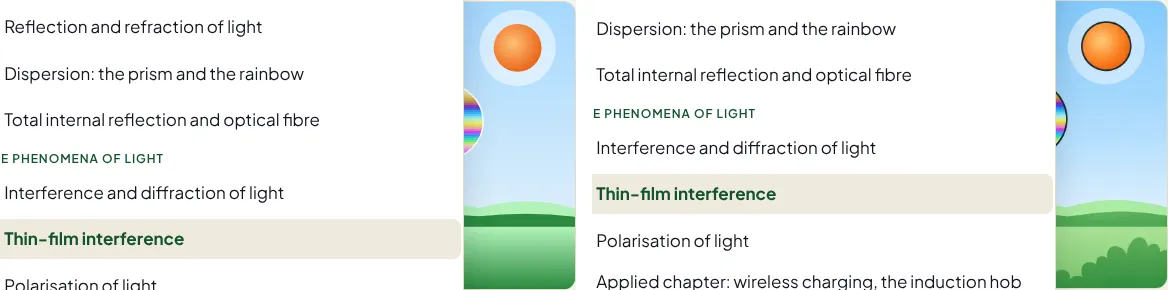 Reflection and refraction of light
Dispersion: the prism and the rainbow
Total internal reflection and optical fibre
E PHENOMENA OF LIGHT
Interference and diffraction of light
Thin-film interference
Polarisation of light
Dispersion: the prism and the rainbow
Total internal reflection and optical fibre
E PHENOMENA OF LIGHT
Interference and diffraction of light
Thin-film interference
Polarisation of light
Applied chapter: wireless charging, the induction hob